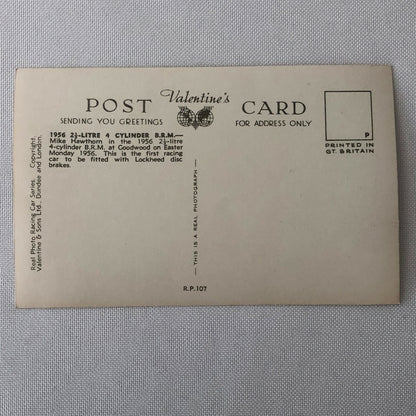 POST Valentine's CARD
SENDING YOU GREETINGS FOR ADDRESS ONLY
1956 2½-LITRE 4 CYLINDER B.R.M.—
Mike Hawthorn in the 1956 2½-litre
4-cylinder B.R.M. at Goodwood on Easter
Monday 1956. This is the first racing
car to be fitted with Lockheed disc
brakes.
P
PRINTED IN
GT. BRITAIN
Real Photo Racing Car Series Copyright.
Valentine & Sons Ltd. Dundee and London.
— THIS IS A REAL PHOTOGRAPH —
R.P. 107